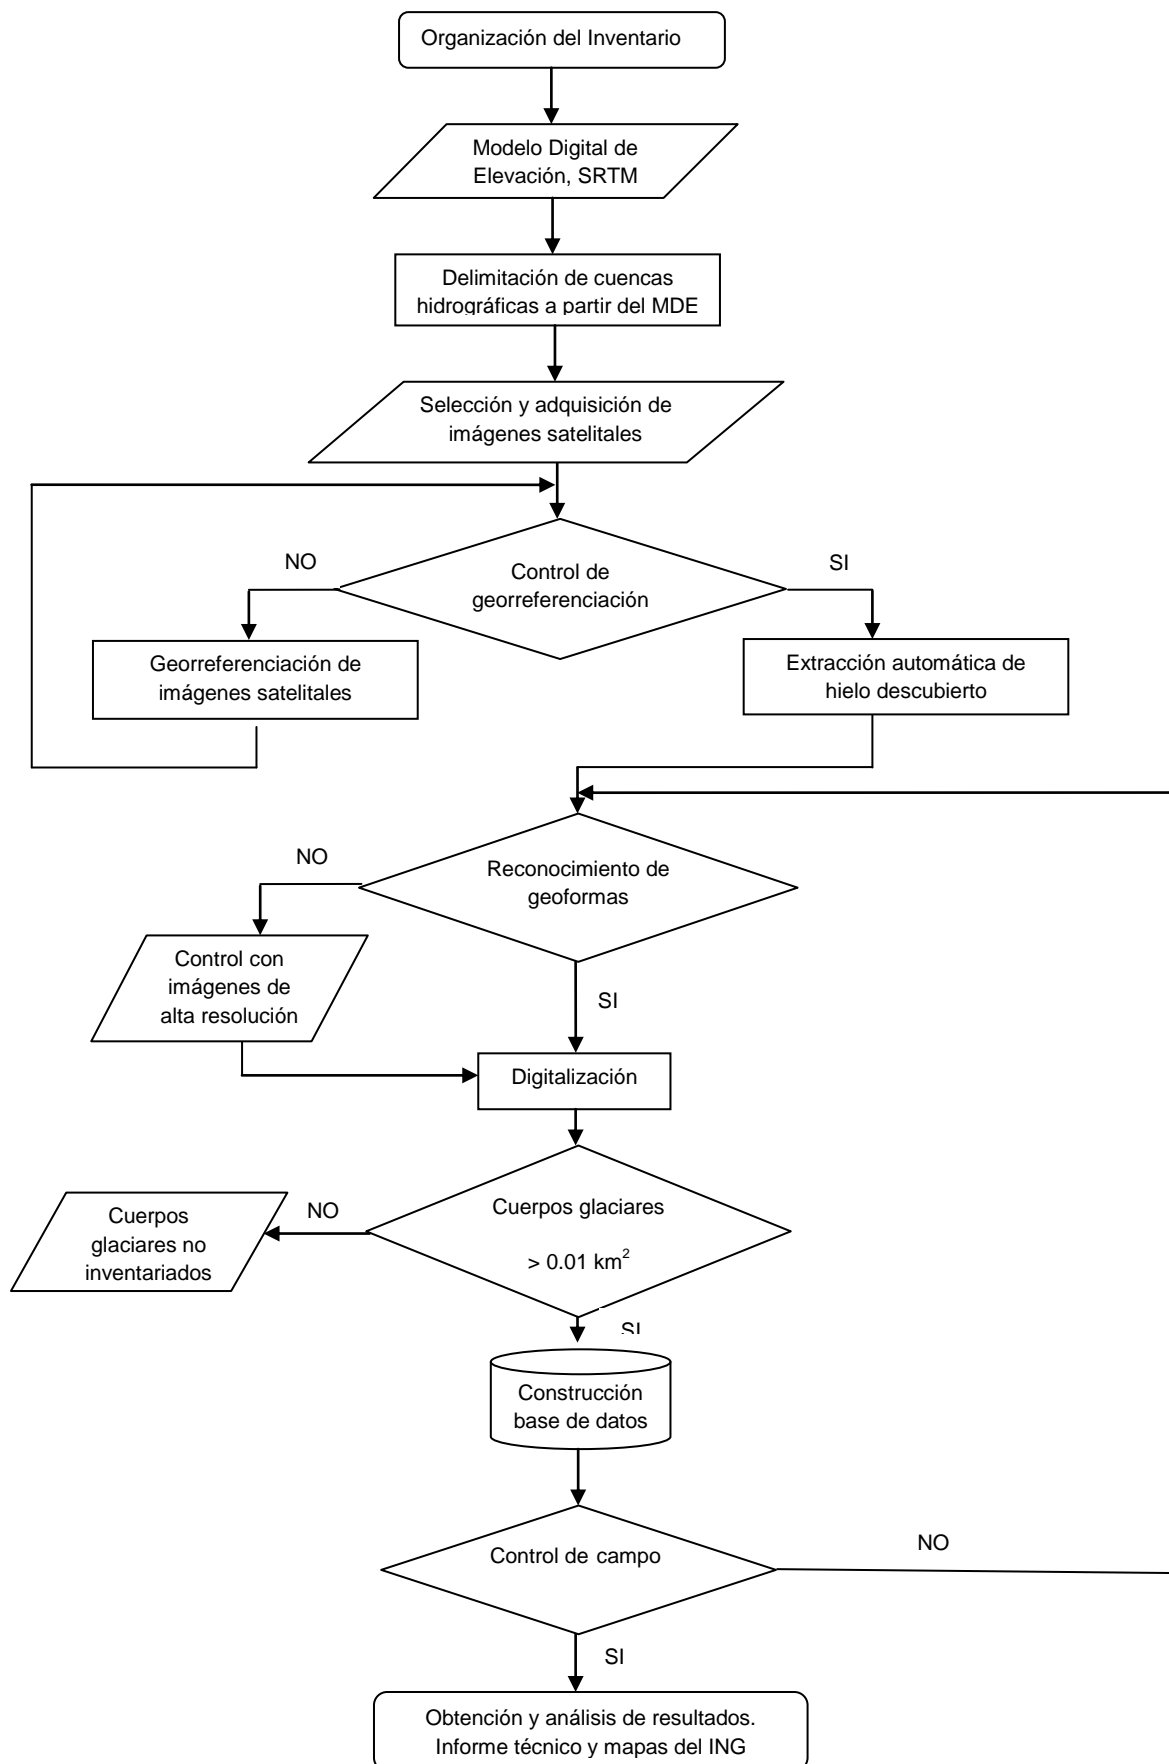 Organización del Inventario
Modelo Digital de
Elevación, SRTM
Delimitación de cuencas
hidrográficas a partir del MDE
Selección y adquisición de
imágenes satelitales
NO
SI
Control de
georreferenciación
Georreferenciación de
imágenes satelitales
Extracción automática de
hielo descubierto
NO
Reconocimiento de
geoformas
Control con
imágenes de
alta resolución
SI
Digitalización
NO
Cuerpos glaciares
> 0.01 km²
Cuerpos
glaciares no
inventariados
SI
Construcción
base de datos
Control de campo
NO
SI
Obtención y análisis de resultados.
Informe técnico y mapas del ING